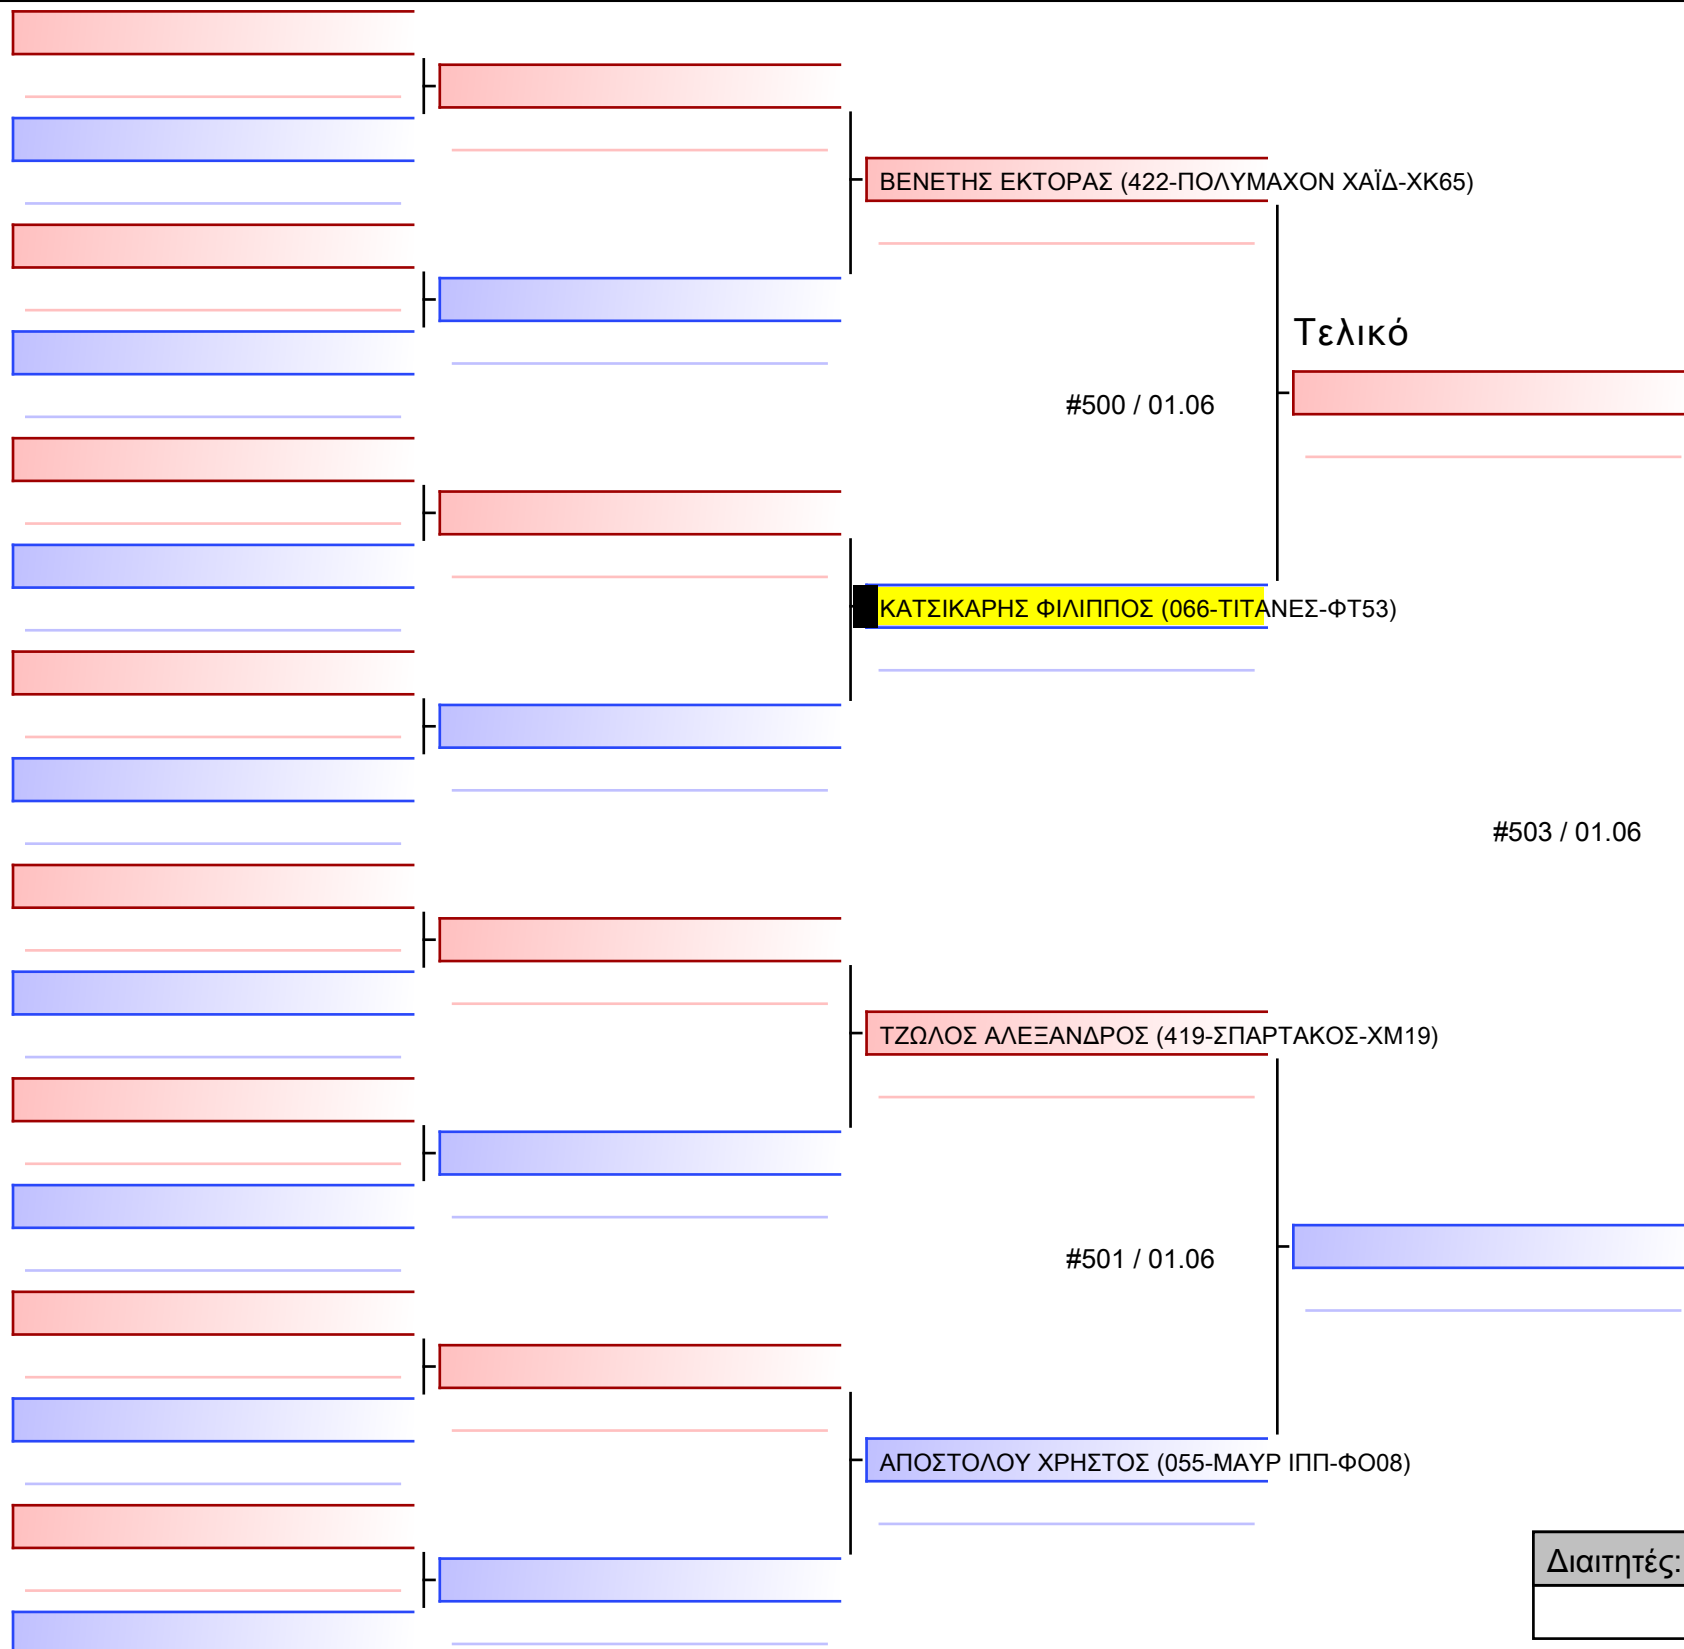 ΒΕΝΕΤΗΣ ΕΚΤΟΡΑΣ (422-ΠΟΛΥΜΑΧΟΝ ΧΑΪΔ-ΧΚ65)
Τελικό
#500 / 01.06
ΚΑΤΣΙΚΑΡΗΣ ΦΙΛΙΠΠΟΣ (066-ΤΙΤΑΝΕΣ-ΦΤ53)
#503 / 01.06
ΤΖΩΛΟΣ ΑΛΕΞΑΝΔΡΟΣ (419-ΣΠΑΡΤΑΚΟΣ-ΧΜ19)
#501 / 01.06
ΑΠΟΣΤΟΛΟΥ ΧΡΗΣΤΟΣ (055-ΜΑΥΡ ΙΠΠ-ΦΟ08)
Διαιτητές: